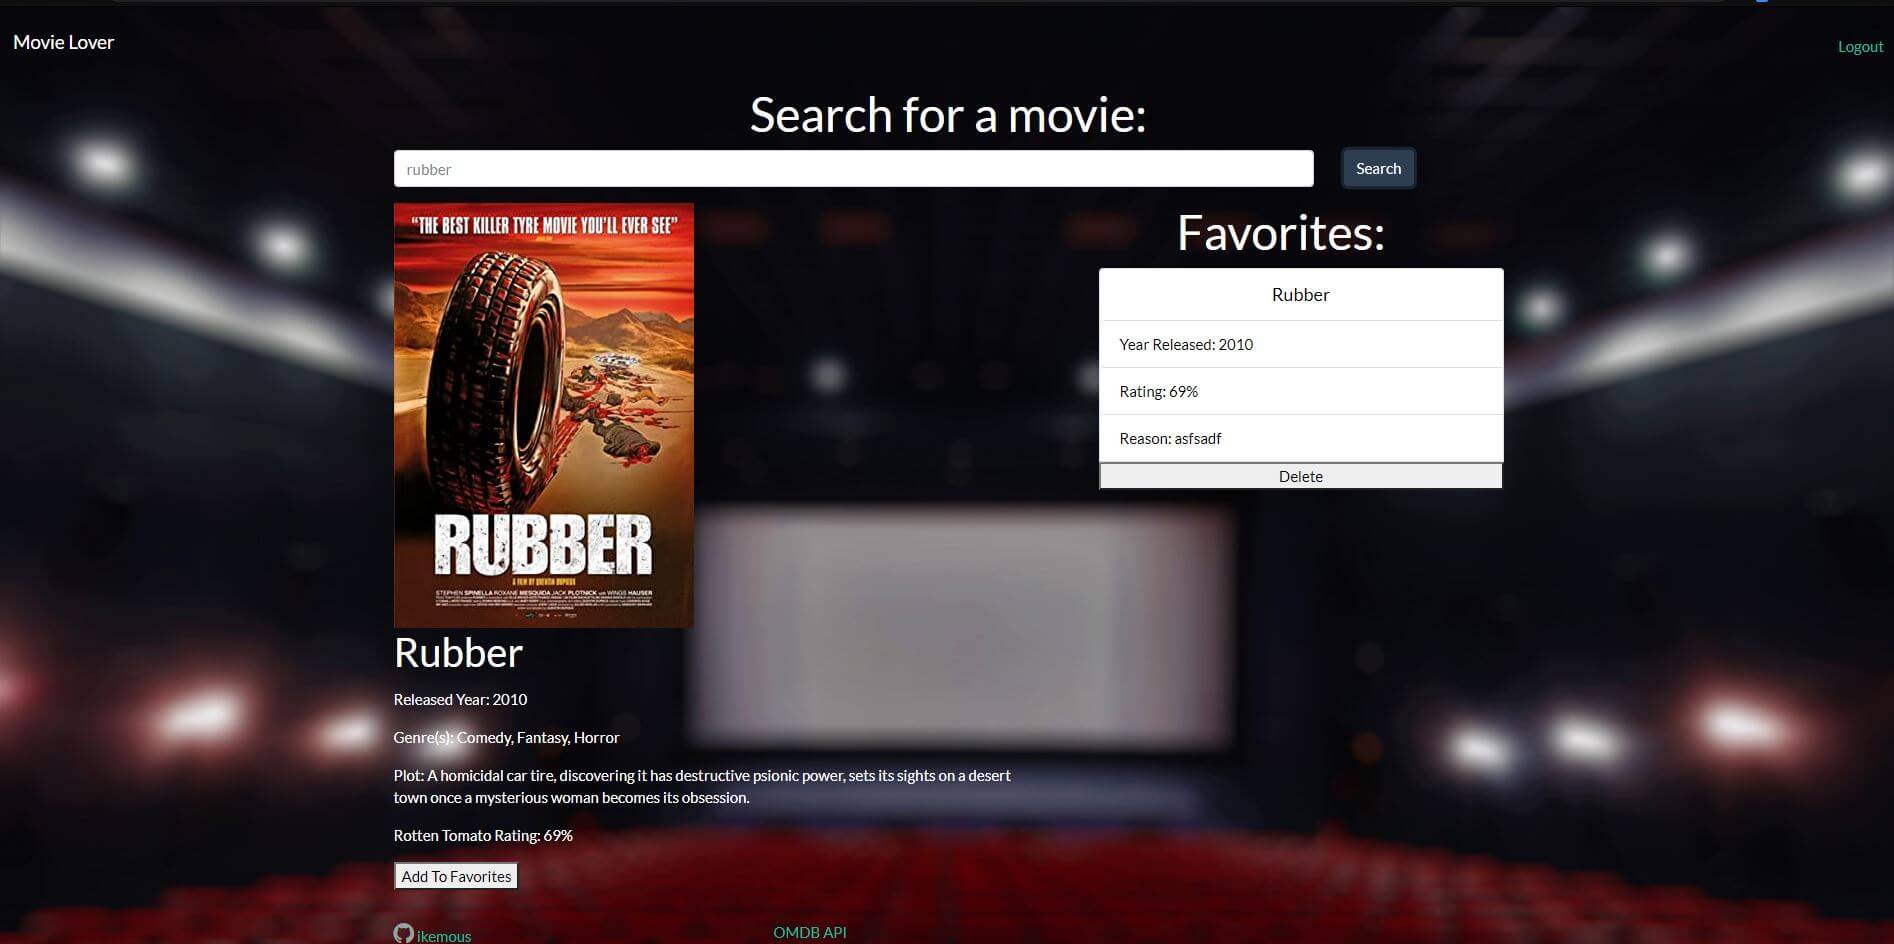 Movie Lover
Logout
Search for a movie:
rubber
Search
“THE BEST KILLER TYRE MOVIE YOU'LL EVER SEE”
RUBBER
A FILM BY QUENTIN DUPIEUX
STEPHEN SPINELLA ROXANE MESQUIDA JACK PLOTNICK WITH WINGS HAUSER
Rubber
Released Year: 2010
Genre(s): Comedy, Fantasy, Horror
Plot: A homicidal car tire, discovering it has destructive psionic power, sets its sights on a desert
town once a mysterious woman becomes its obsession.
Rotten Tomato Rating: 69%
Add To Favorites
Favorites:
Rubber
Year Released: 2010
Rating: 69%
Reason: asfsadf
Delete
ikemous
OMDB API